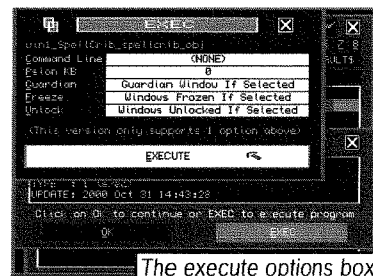 EXEC
win1_SpellCrib_spellcrib_obj
Command Line (NONE)
Psion KB 0
Guardian Guardian Window If Selected
Freeze Windows Frozen If Selected
Unlock Windows Unlocked If Selected
(This version only supports 1 option above)
EXECUTE
UPDATE: 2000 Oct 31 14:43:28
Click on OK to continue or EXEC to execute program
OK EXEC
The execute options box